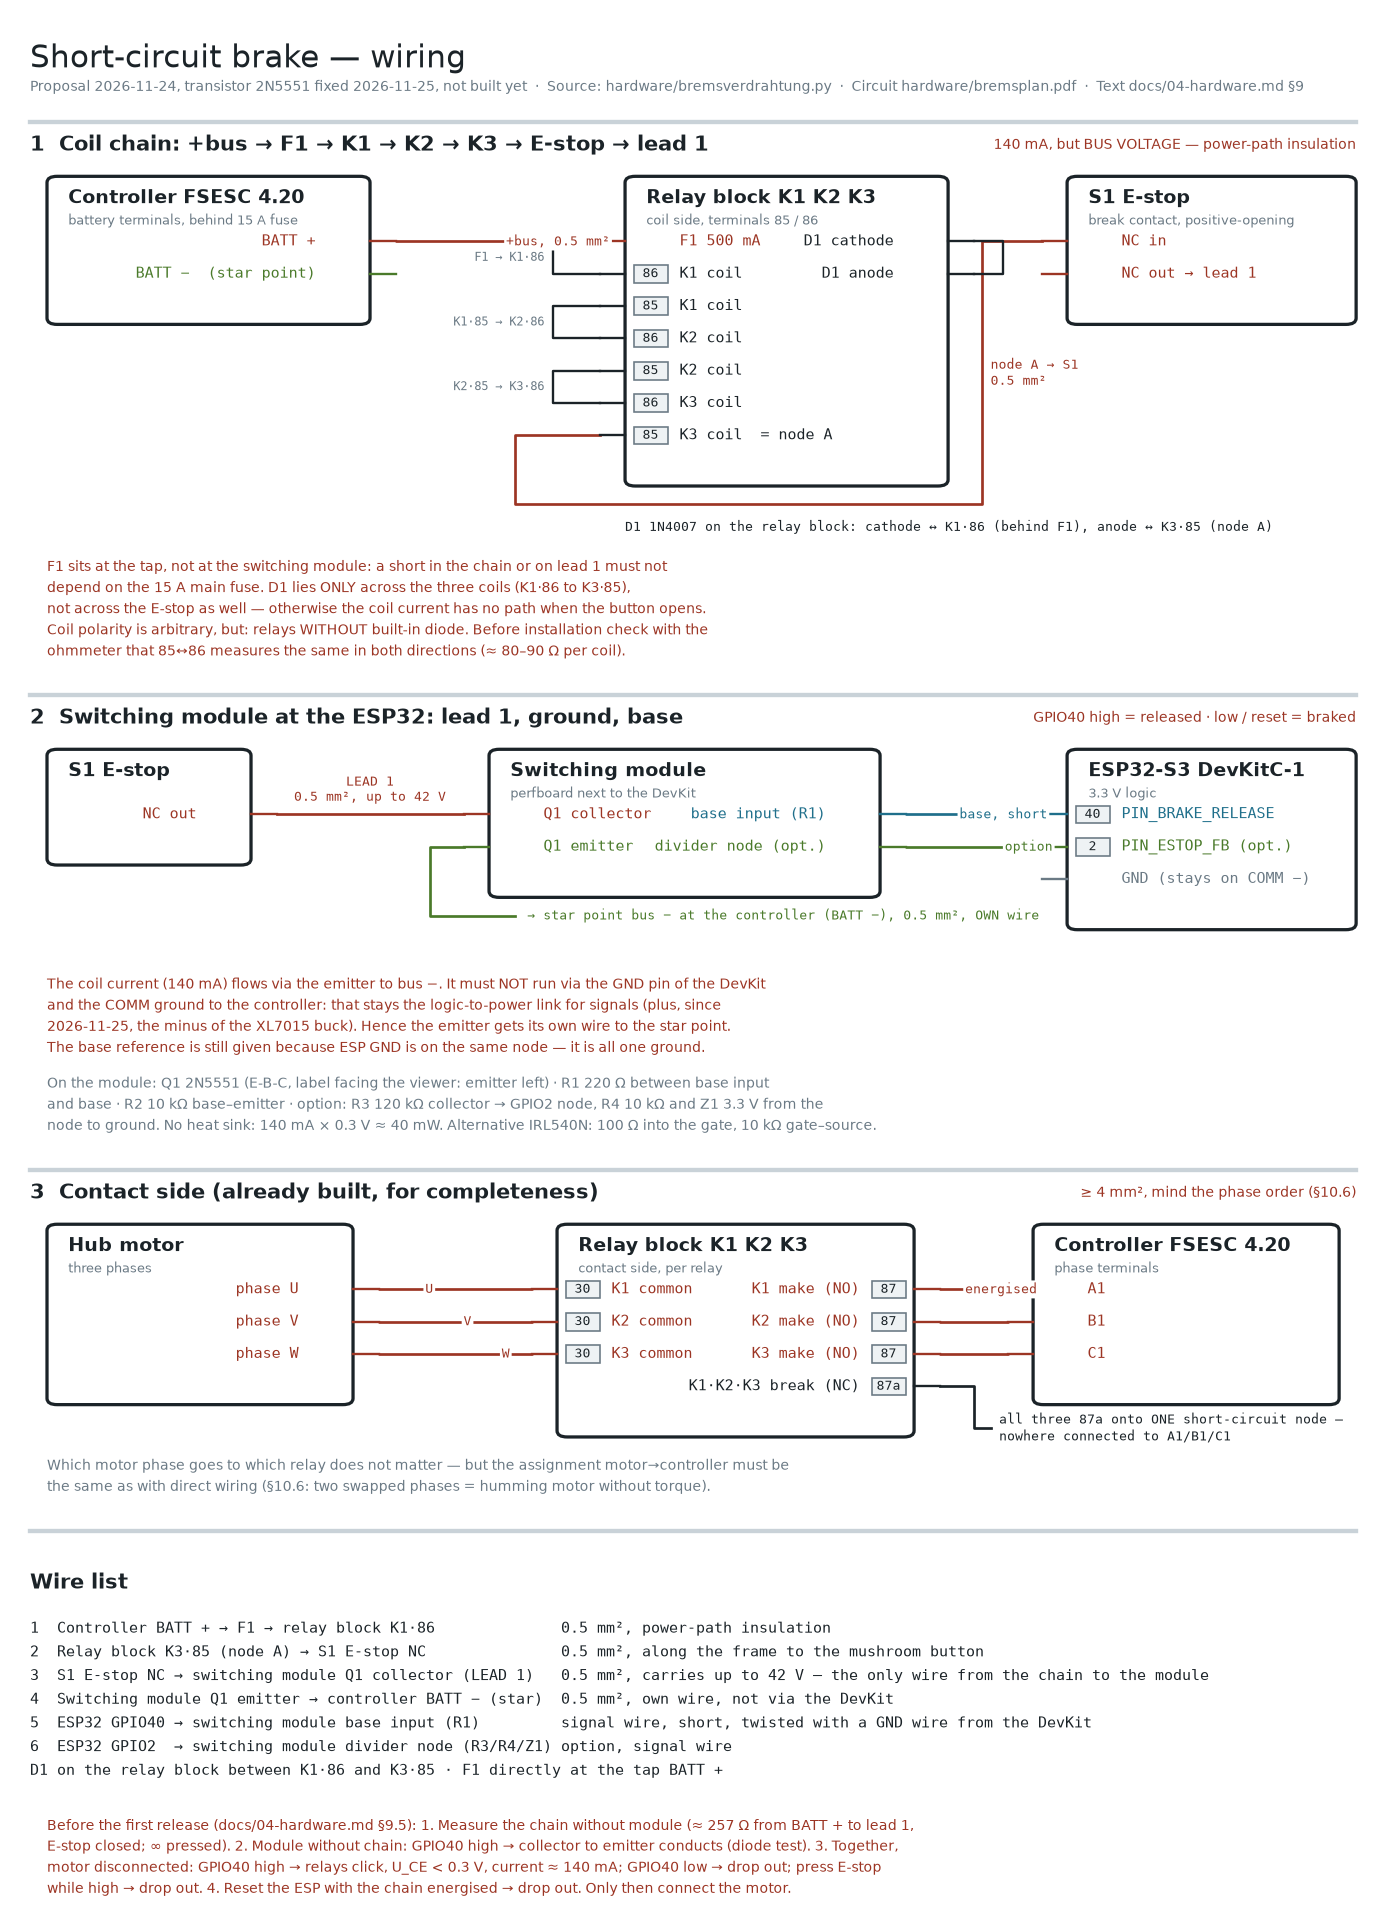 Short-circuit brake — wiring
Proposal 2026-11-24, transistor 2N5551 fixed 2026-11-25, not built yet · Source: hardware/bremsverdrahtung.py · Circuit hardware/bremsplan.pdf · Text docs/04-hardware.md §9
1 Coil chain: +bus → F1 → K1 → K2 → K3 → E-stop → lead 1
140 mA, but BUS VOLTAGE — power-path insulation
Controller FSESC 4.20
battery terminals, behind 15 A fuse
BATT +
BATT − (star point)
+bus, 0.5 mm²
F1 → K1·86
K1·85 → K2·86
K2·85 → K3·86
Relay block K1 K2 K3
coil side, terminals 85 / 86
F1 500 mA D1 cathode
86 K1 coil D1 anode
85 K1 coil
86 K2 coil
85 K2 coil
86 K3 coil
85 K3 coil = node A
S1 E-stop
break contact, positive-opening
NC in
NC out → lead 1
node A → S1
0.5 mm²
D1 1N4007 on the relay block: cathode ↔ K1·86 (behind F1), anode ↔ K3·85 (node A)
F1 sits at the tap, not at the switching module: a short in the chain or on lead 1 must not
depend on the 15 A main fuse. D1 lies ONLY across the three coils (K1·86 to K3·85),
not across the E-stop as well — otherwise the coil current has no path when the button opens.
Coil polarity is arbitrary, but: relays WITHOUT built-in diode. Before installation check with the
ohmmeter that 85↔86 measures the same in both directions (≈ 80–90 Ω per coil).
2 Switching module at the ESP32: lead 1, ground, base
GPIO40 high = released · low / reset = braked
S1 E-stop
NC out
LEAD 1
0.5 mm², up to 42 V
Switching module
perfboard next to the DevKit
Q1 collector base input (R1)
Q1 emitter divider node (opt.)
base, short
option
ESP32-S3 DevKitC-1
3.3 V logic
40 PIN_BRAKE_RELEASE
2 PIN_ESTOP_FB (opt.)
GND (stays on COMM −)
→ star point bus − at the controller (BATT −), 0.5 mm², OWN wire
The coil current (140 mA) flows via the emitter to bus −. It must NOT run via the GND pin of the DevKit
and the COMM ground to the controller: that stays the logic-to-power link for signals (plus, since
2026-11-25, the minus of the XL7015 buck). Hence the emitter gets its own wire to the star point.
The base reference is still given because ESP GND is on the same node — it is all one ground.
On the module: Q1 2N5551 (E-B-C, label facing the viewer: emitter left) · R1 220 Ω between base input
and base · R2 10 kΩ base–emitter · option: R3 120 kΩ collector → GPIO2 node, R4 10 kΩ and Z1 3.3 V from the
node to ground. No heat sink: 140 mA × 0.3 V ≈ 40 mW. Alternative IRL540N: 100 Ω into the gate, 10 kΩ gate–source.
3 Contact side (already built, for completeness)
≥ 4 mm², mind the phase order (§10.6)
Hub motor
three phases
phase U
phase V
phase W
U
V
W
Relay block K1 K2 K3
contact side, per relay
30 K1 common K1 make (NO) 87
30 K2 common K2 make (NO) 87
30 K3 common K3 make (NO) 87
K1·K2·K3 break (NC) 87a
energised
Controller FSESC 4.20
phase terminals
A1
B1
C1
all three 87a onto ONE short-circuit node —
nowhere connected to A1/B1/C1
Which motor phase goes to which relay does not matter — but the assignment motor→controller must be
the same as with direct wiring (§10.6: two swapped phases = humming motor without torque).
Wire list
1 Controller BATT + → F1 → relay block K1·86 0.5 mm², power-path insulation
2 Relay block K3·85 (node A) → S1 E-stop NC 0.5 mm², along the frame to the mushroom button
3 S1 E-stop NC → switching module Q1 collector (LEAD 1) 0.5 mm², carries up to 42 V — the only wire from the chain to the module
4 Switching module Q1 emitter → controller BATT − (star) 0.5 mm², own wire, not via the DevKit
5 ESP32 GPIO40 → switching module base input (R1) signal wire, short, twisted with a GND wire from the DevKit
6 ESP32 GPIO2 → switching module divider node (R3/R4/Z1) option, signal wire
D1 on the relay block between K1·86 and K3·85 · F1 directly at the tap BATT +
Before the first release (docs/04-hardware.md §9.5): 1. Measure the chain without module (≈ 257 Ω from BATT + to lead 1,
E-stop closed; ∞ pressed). 2. Module without chain: GPIO40 high → collector to emitter conducts (diode test). 3. Together,
motor disconnected: GPIO40 high → relays click, U_CE < 0.3 V, current ≈ 140 mA; GPIO40 low → drop out; press E-stop
while high → drop out. 4. Reset the ESP with the chain energised → drop out. Only then connect the motor.